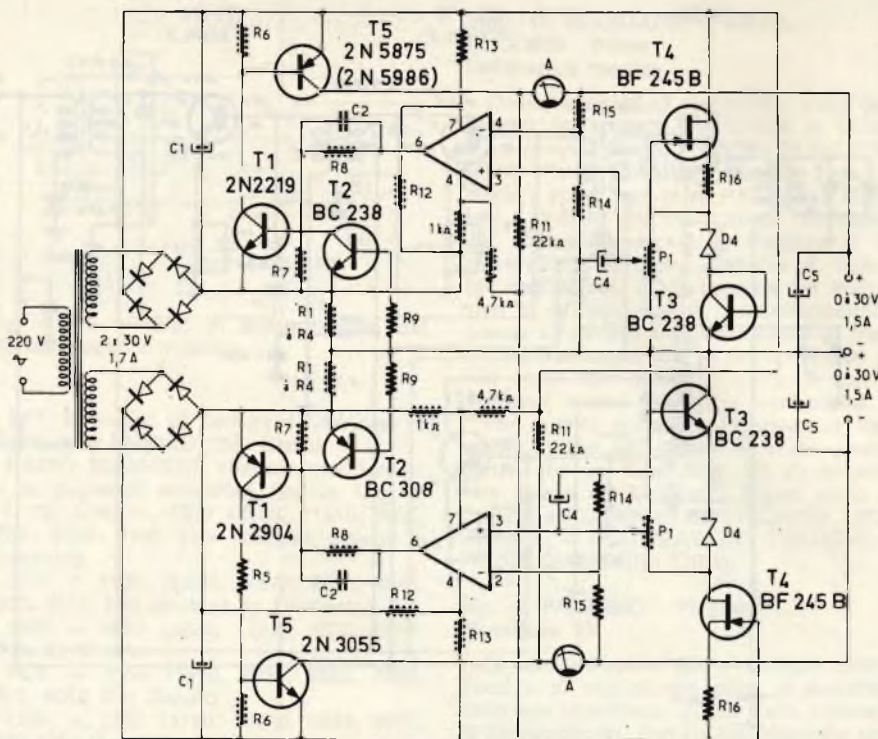 R6
T5
2N 5875
(2N 5986)
R13
A
T4
BF 245 B
C1
C2
R8
6
7
4
-
+
3
4
R15
R14
R16
T1
2N2219
T2
BC 238
R12
1kΩ
R11
22kΩ
C4
P1
D4
C5
+
0 à 30V
1,5A
R7
4,7kΩ
T3
BC 238
220 V
2 x 30 V
1,7 A
R1
à R4
R9
R1
à R4
R9
-
+
0 à 30V
1,5A
-
C5
R7
4,7kΩ
1kΩ
R11
22kΩ
T3
BC 238
T2
BC 308
T1
2N 2904
R8
C2
6
7
4
+
3
-
2
C4
R14
P1
D4
R5
R12
R15
T4
BF 245 B
T5
2N 3055
R13
A
C1
R6
R16